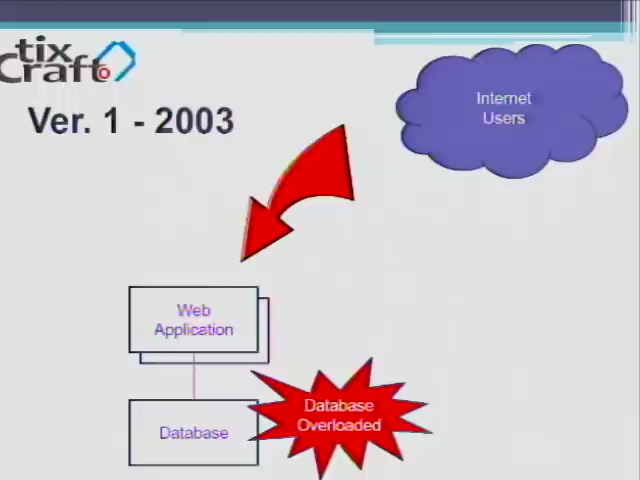 tix
Craft
Ver. 1 - 2003
Internet
Users
Web
Application
Database
Database
Overloaded